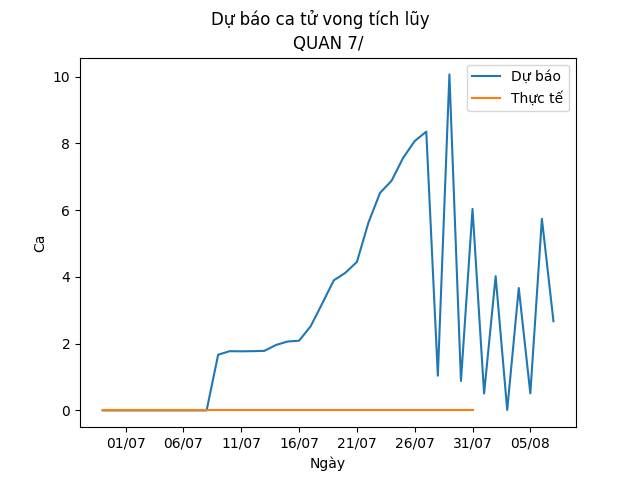 Dự báo ca tử vong tích lũy
QUAN 7/
Dự báo
Thực tế
Ca
10
8
6
4
2
0
01/07
06/07
11/07
16/07
21/07
26/07
31/07
05/08
Ngày